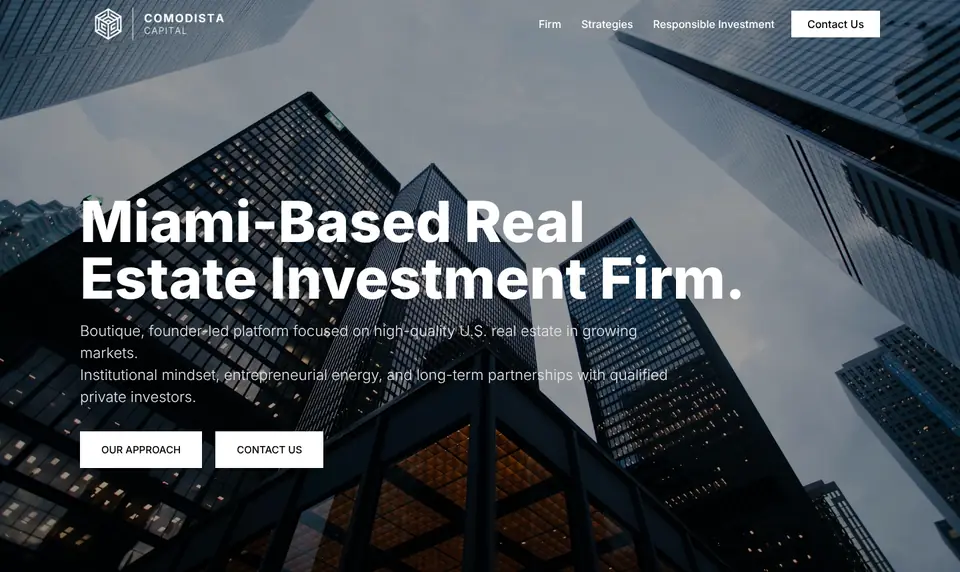 COMODISTA
CAPITAL
Firm
Strategies
Responsible Investment
Contact Us
Miami-Based Real
Estate Investment Firm.
Boutique, founder-led platform focused on high-quality U.S. real estate in growing
markets.
Institutional mindset, entrepreneurial energy, and long-term partnerships with qualified
private investors.
OUR APPROACH
CONTACT US